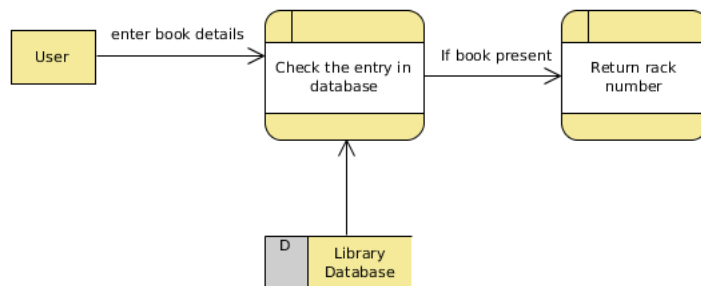 enter book details
User
Check the entry in
database
If book present
Return rack
number
D
Library
Database